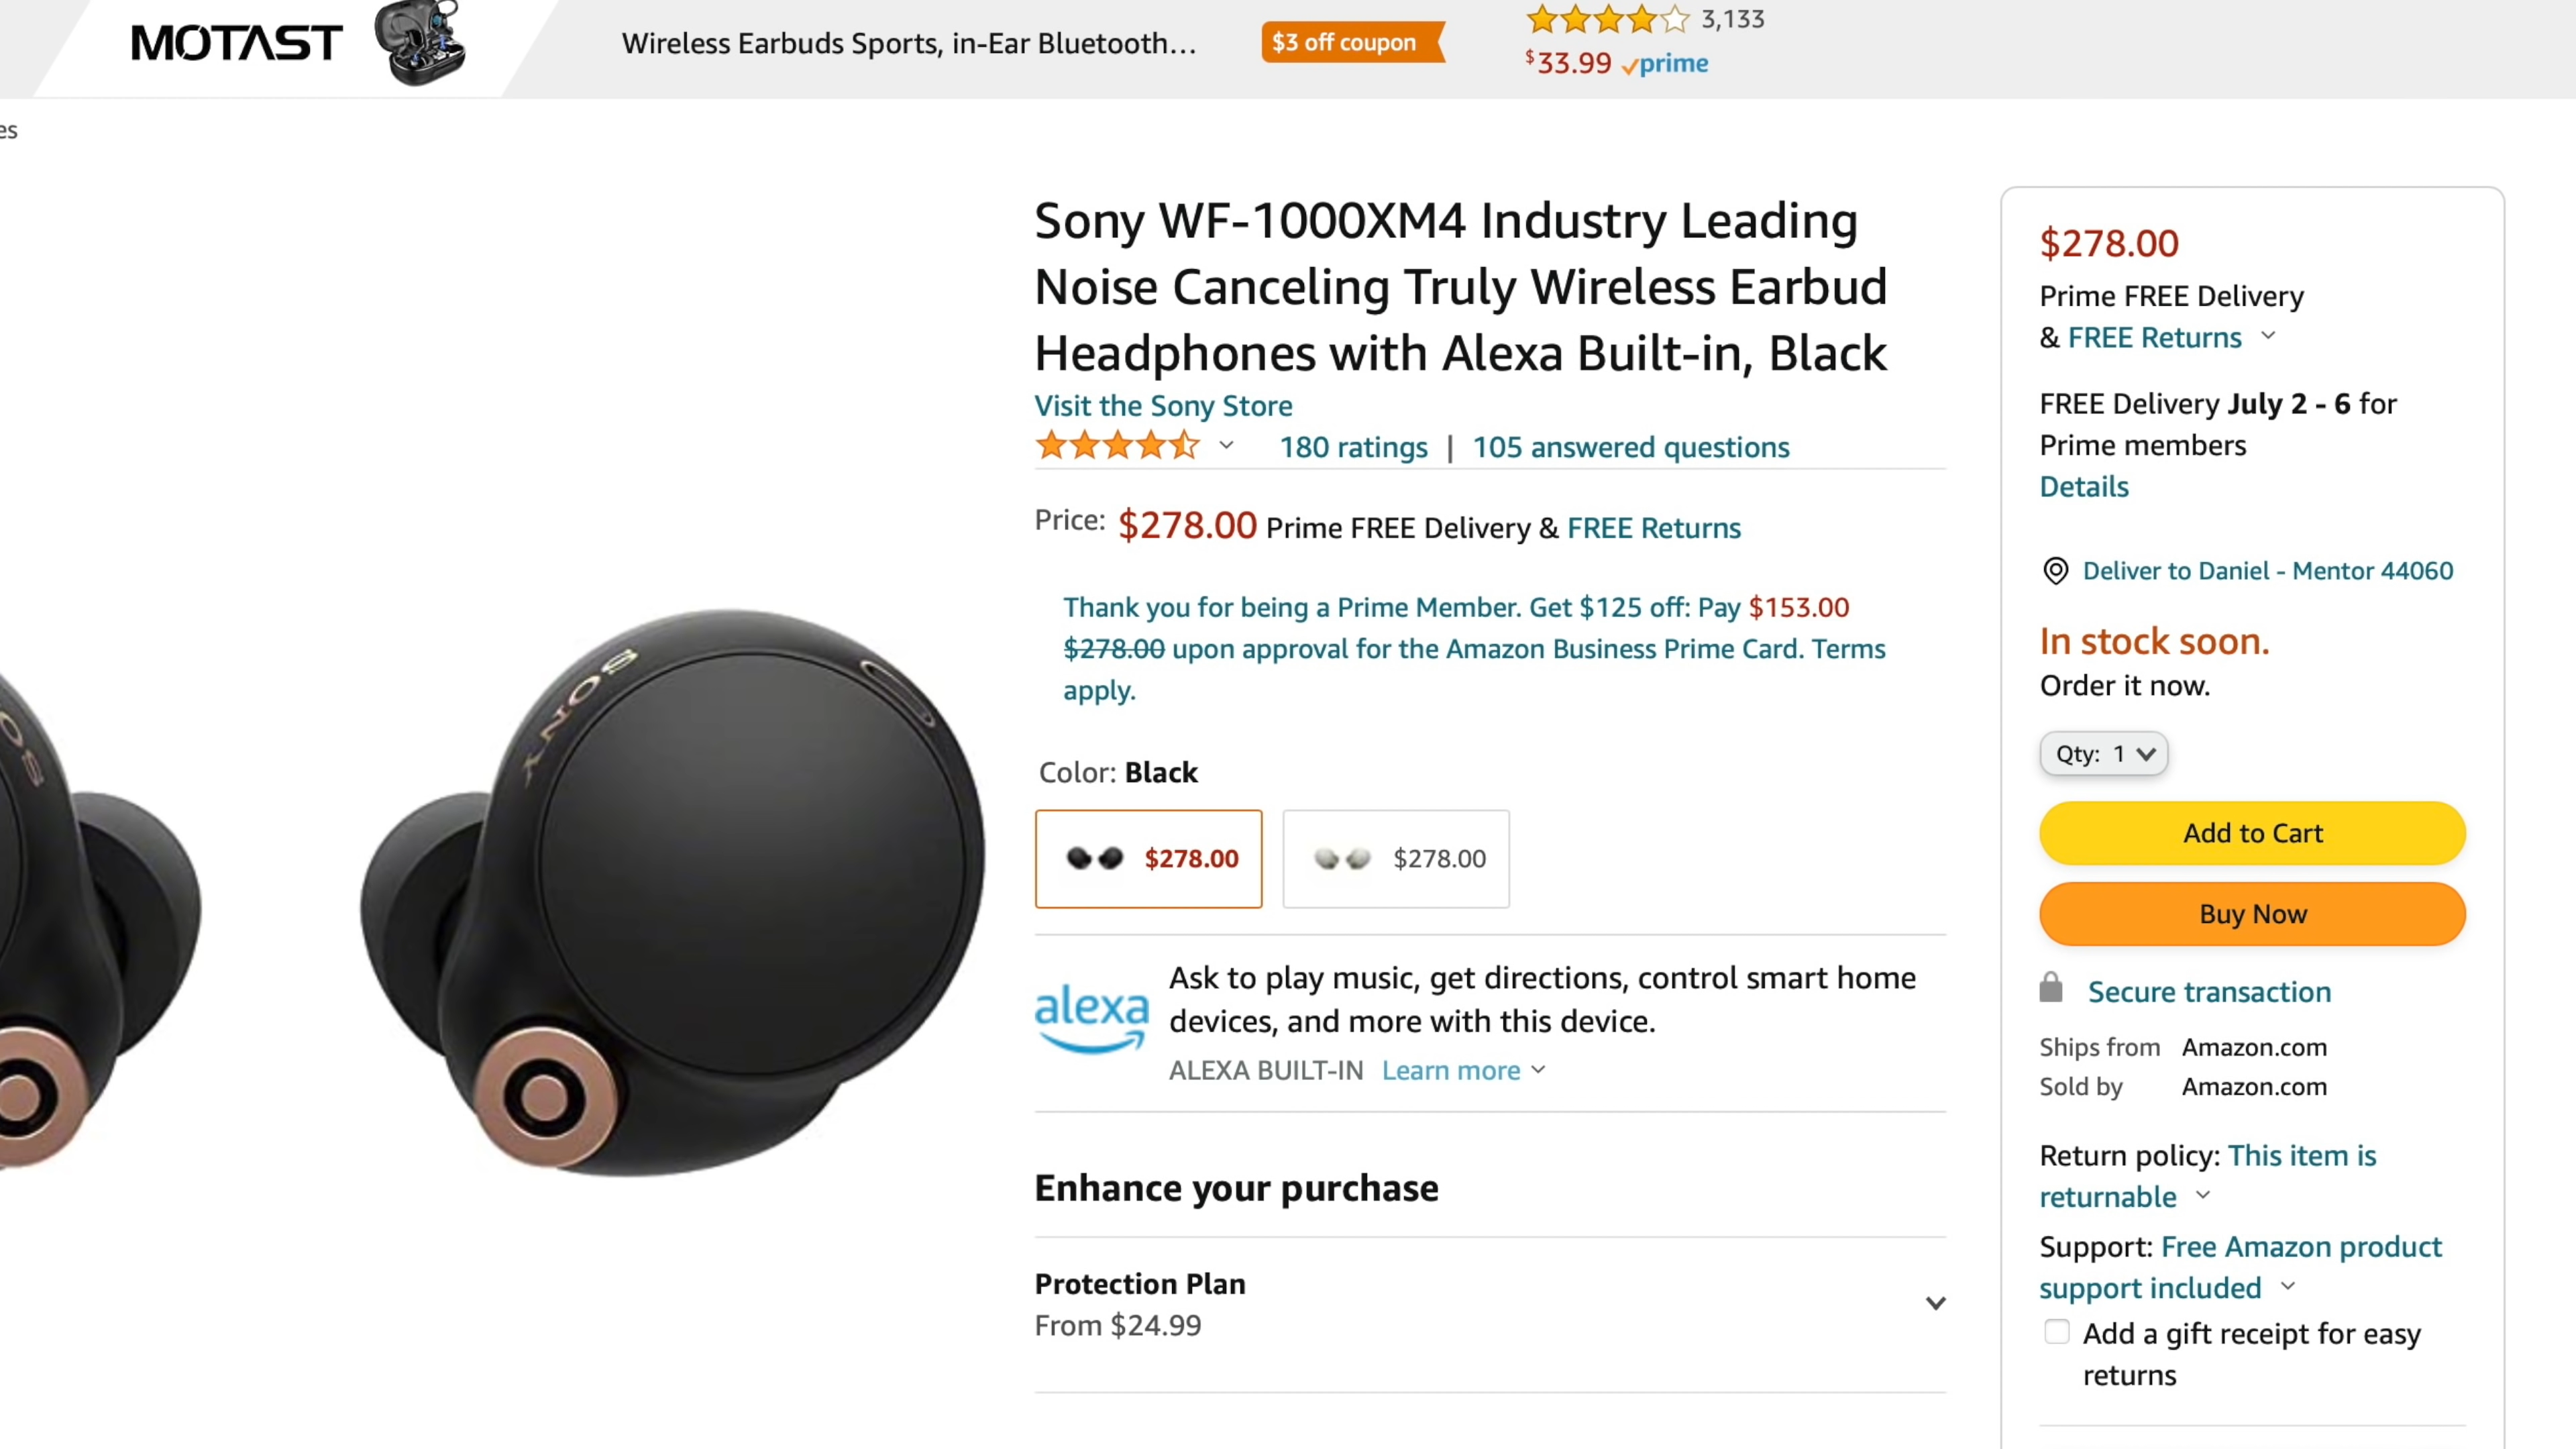 MOTAST
Wireless Earbuds Sports, in-Ear Bluetooth...
$3 off coupon
3,133
$33.99 prime
es
Sony WF-1000XM4 Industry Leading
Noise Canceling Truly Wireless Earbud
Headphones with Alexa Built-in, Black
Visit the Sony Store
180 ratings | 105 answered questions
Price: $278.00 Prime FREE Delivery & FREE Returns
Thank you for being a Prime Member. Get $125 off: Pay $153.00
$278.00 upon approval for the Amazon Business Prime Card. Terms
apply.
Color: Black
$278.00
$278.00
alexa
Ask to play music, get directions, control smart home
devices, and more with this device.
ALEXA BUILT-IN Learn more
Enhance your purchase
Protection Plan
From $24.99
SONY
SO
$278.00
Prime FREE Delivery
& FREE Returns
FREE Delivery July 2 - 6 for
Prime members
Details
Deliver to Daniel - Mentor 44060
In stock soon.
Order it now.
Qty: 1
Add to Cart
Buy Now
Secure transaction
Ships from Amazon.com
Sold by Amazon.com
Return policy: This item is
returnable
Support: Free Amazon product
support included
Add a gift receipt for easy
returns